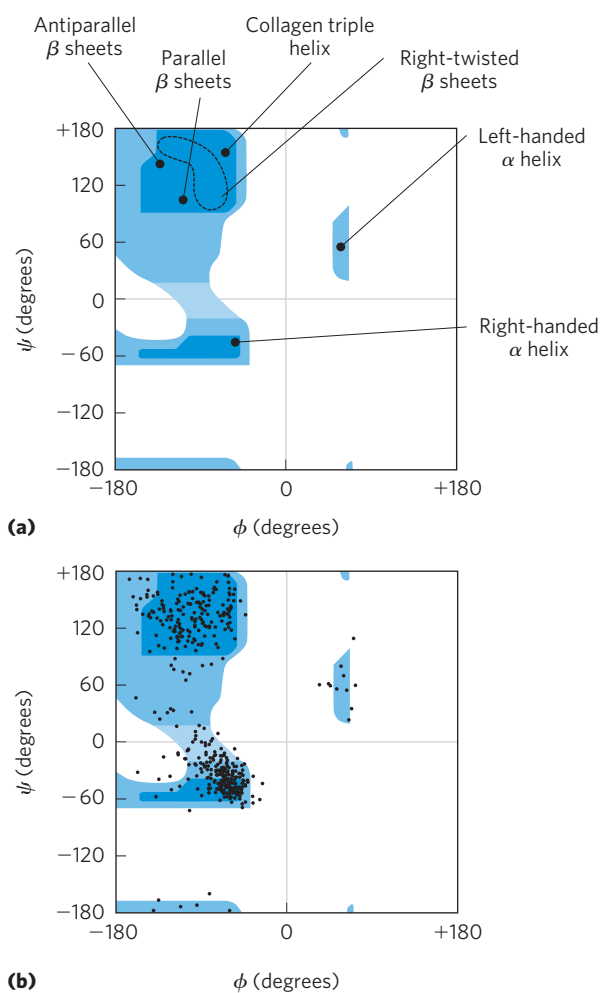 Antiparallel
β sheets
Parallel
β sheets
Collagen triple
helix
Right-twisted
β sheets
Left-handed
α helix
Right-handed
α helix
+180
120
60
0
−60
−120
−180
ψ (degrees)
−180
0
+180
(a)
ϕ (degrees)
+180
120
60
0
−60
−120
−180
ψ (degrees)
−180
0
+180
(b)
ϕ (degrees)